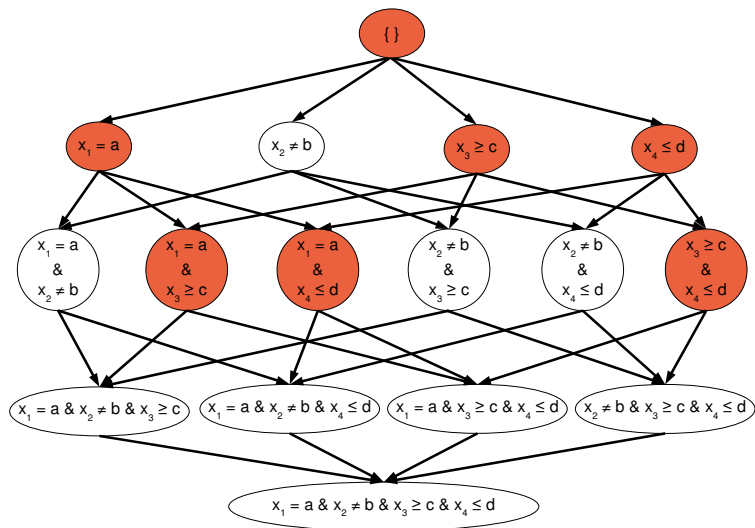 { }
x₁ = a
x₂ ≠ b
x₃ ≥ c
x₄ ≤ d
x₁ = a
&
x₂ ≠ b
x₁ = a
&
x₃ ≥ c
x₁ = a
&
x₄ ≤ d
x₂ ≠ b
&
x₃ ≥ c
x₂ ≠ b
&
x₄ ≤ d
x₃ ≥ c
&
x₄ ≤ d
x₁ = a & x₂ ≠ b & x₃ ≥ c
x₁ = a & x₂ ≠ b & x₄ ≤ d
x₁ = a & x₃ ≥ c & x₄ ≤ d
x₂ ≠ b & x₃ ≥ c & x₄ ≤ d
x₁ = a & x₂ ≠ b & x₃ ≥ c & x₄ ≤ d